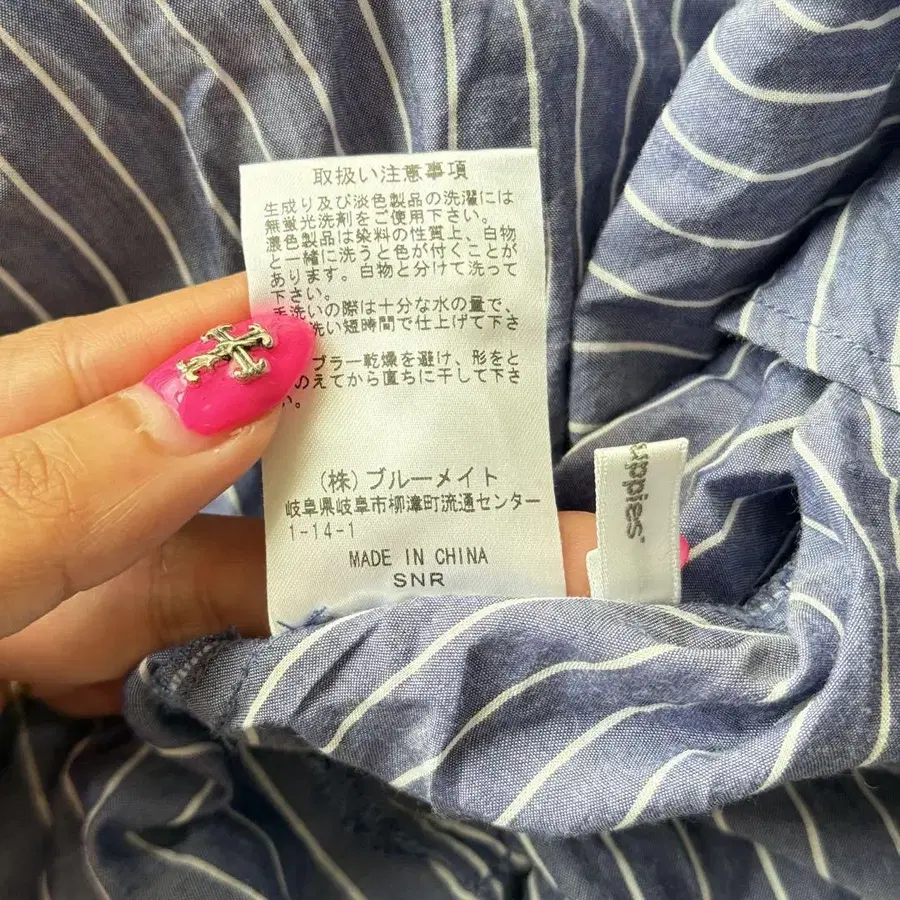 取扱い注意事項
生成り及び淡色製品の洗濯には
無蛍光洗剤をご使用下さい。
濃色製品は染料の性質上、白物
と一緒に洗うと色が付くことが
あります。白物と分けて洗って
下さい。
手洗いの際は十分な水の量で、
洗い短時間で仕上げて下さ
ブラー乾燥を避け、形をと
のえてから直ちに干して下さ
い。
(株)ブルーメイト
岐阜県岐阜市柳津町流通センター
1-14-1
MADE IN CHINA
SNR
uppies